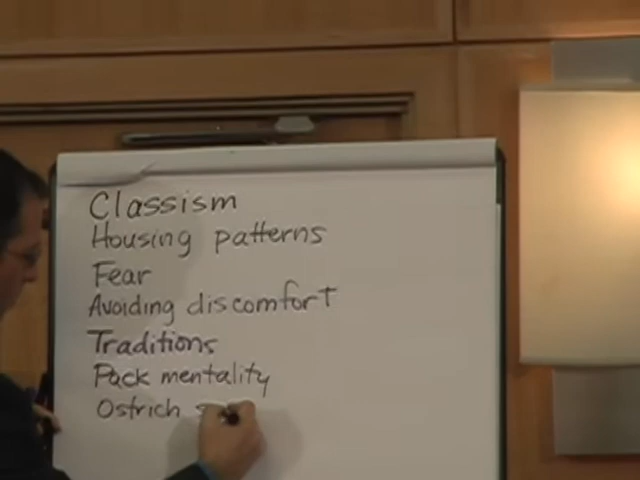 Classism
Housing patterns
Fear
Avoiding discomfort
Traditions
Pack mentality
Ostrich s